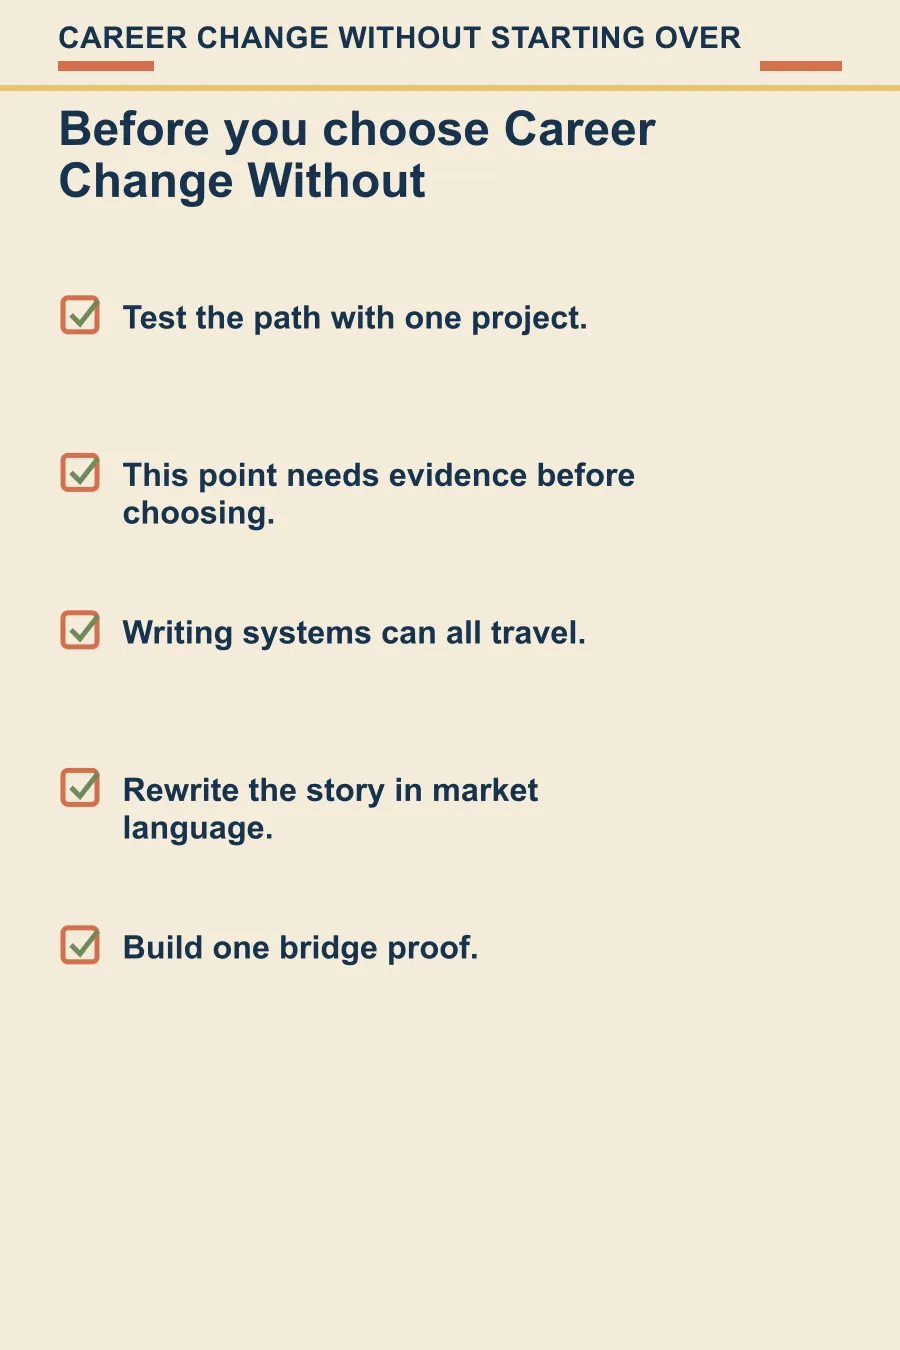 CAREER CHANGE WITHOUT STARTING OVER
Before you choose Career
Change Without
Test the path with one project.
This point needs evidence before
choosing.
Writing systems can all travel.
Rewrite the story in market
language.
Build one bridge proof.